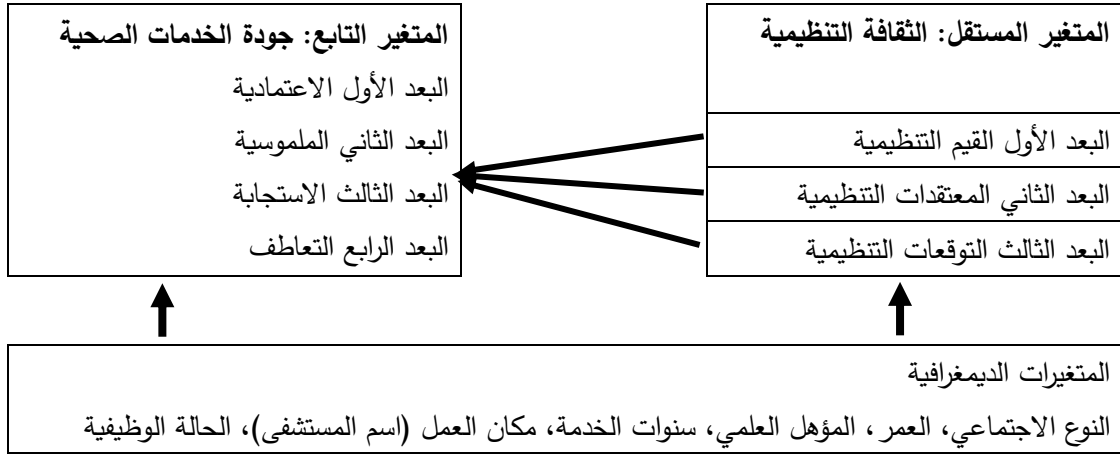 المتغير المستقل: الثقافة التنظيمية
البعد الأول القيم التنظيمية
البعد الثاني المعتقدات التنظيمية
البعد الثالث التوقعات التنظيمية
المتغير التابع: جودة الخدمات الصحية
البعد الأول الاعتمادية
البعد الثاني الملموسية
البعد الثالث الاستجابة
البعد الرابع التعاطف
المتغيرات الديمغرافية
النوع الاجتماعي، العمر، المؤهل العلمي، سنوات الخدمة، مكان العمل (اسم المستشفى)، الحالة الوظيفية